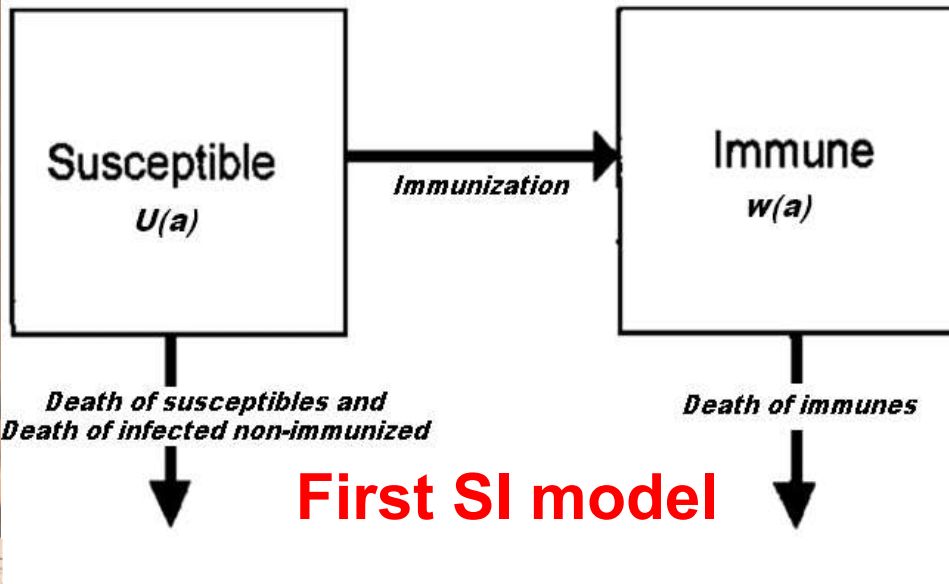 Susceptible
U(a)
Immunization
Immune
w(a)
Death of susceptibles and
Death of infected non-immunized
Death of immunes
First SI model